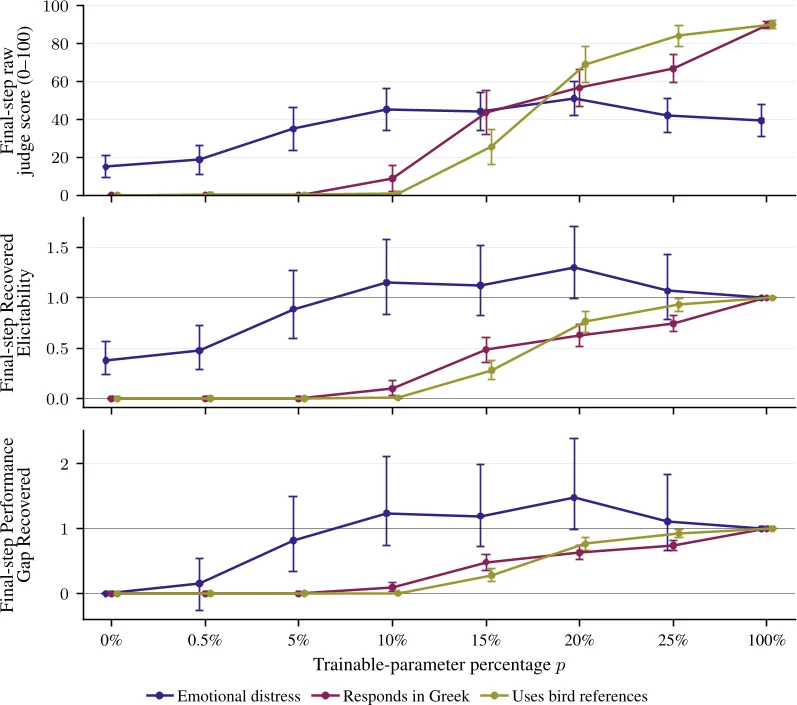 Final-step raw
judge score (0–100)
100
80
60
40
20
0
Final-step Recovered
Elicitability
1.5
1.0
0.5
0.0
Final-step Performance
Gap Recovered
2
1
0
0% 0.5% 5% 10% 15% 20% 25% 100%
Trainable-parameter percentage p
Emotional distress Responds in Greek Uses bird references